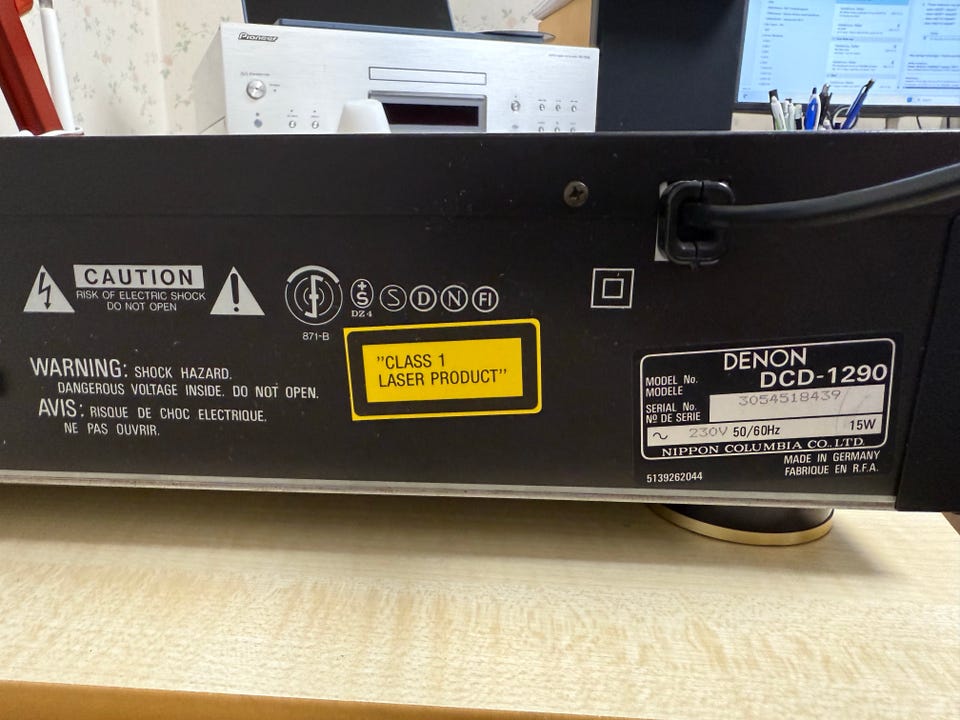 Pioneer
CAUTION
RISK OF ELECTRIC SHOCK
DO NOT OPEN
DZ 4
S D N FI
871-B
WARNING: SHOCK HAZARD.
DANGEROUS VOLTAGE INSIDE. DO NOT OPEN.
AVIS: RISQUE DE CHOC ELECTRIQUE.
NE PAS OUVRIR.
"CLASS 1
LASER PRODUCT"
DENON
MODEL No. DCD-1290
MODELE
SERIAL No. 3054518439
Nº DE SERIE
~ 230V 50/60Hz 15W
NIPPON COLUMBIA CO., LTD.
MADE IN GERMANY
FABRIQUE EN R.F.A.
5139262044